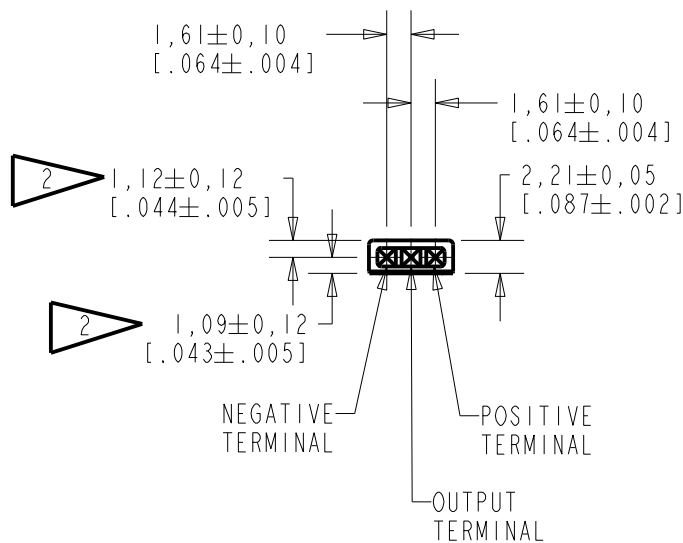 1,61±0,10
[.064±.004]
1,61±0,10
[.064±.004]
2
1,12±0,12
[.044±.005]
2,21±0,05
[.087±.002]
2
1,09±0,12
[.043±.005]
NEGATIVE
TERMINAL
POSITIVE
TERMINAL
OUTPUT
TERMINAL